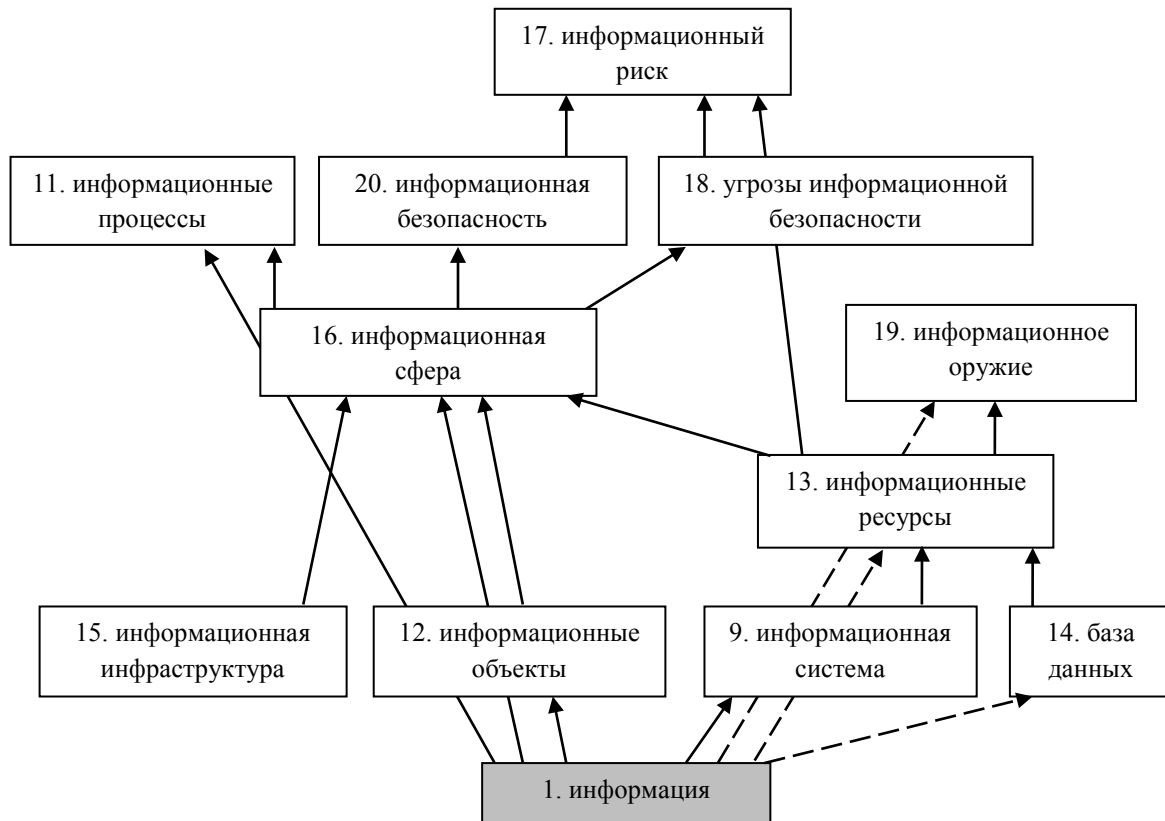 17. информационный
риск
11. информационные
процессы
20. информационная
безопасность
18. угрозы информационной
безопасности
16. информационная
сфера
19. информационное
оружие
13. информационные
ресурсы
15. информационная
инфраструктура
12. информационные
объекты
9. информационная
система
14. база
данных
1. информация